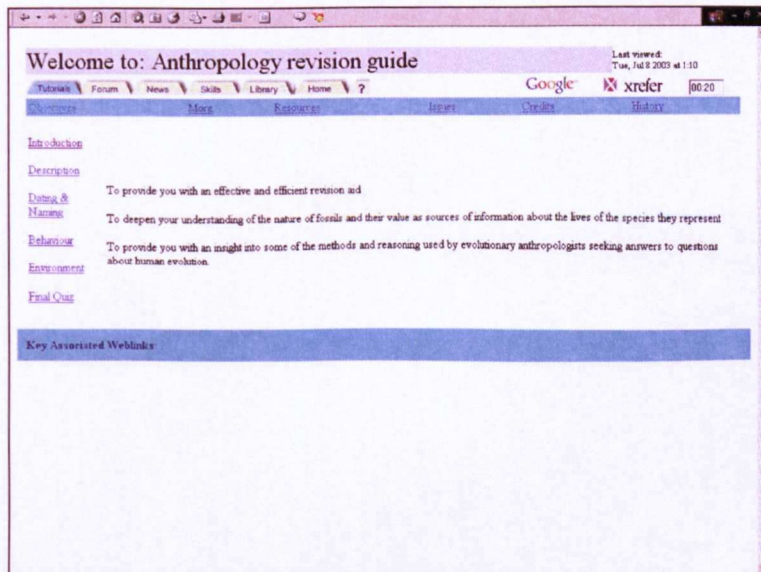 Welcome to: Anthropology revision guide
Last viewed:
Tue, Jul 8 2003 at 1:10
Tutorials Forum News Skills Library Home ? Google xrefer 00:20
Objectives More Resources Issues Credits History
Introduction
Description
Dating &
Naming
Behaviour
Environment
Final Quiz
To provide you with an effective and efficient revision aid
To deepen your understanding of the nature of fossils and their value as sources of information about the lives of the species they represent
To provide you with an insight into some of the methods and reasoning used by evolutionary anthropologists seeking answers to questions
about human evolution.
Key Associated Weblinks: